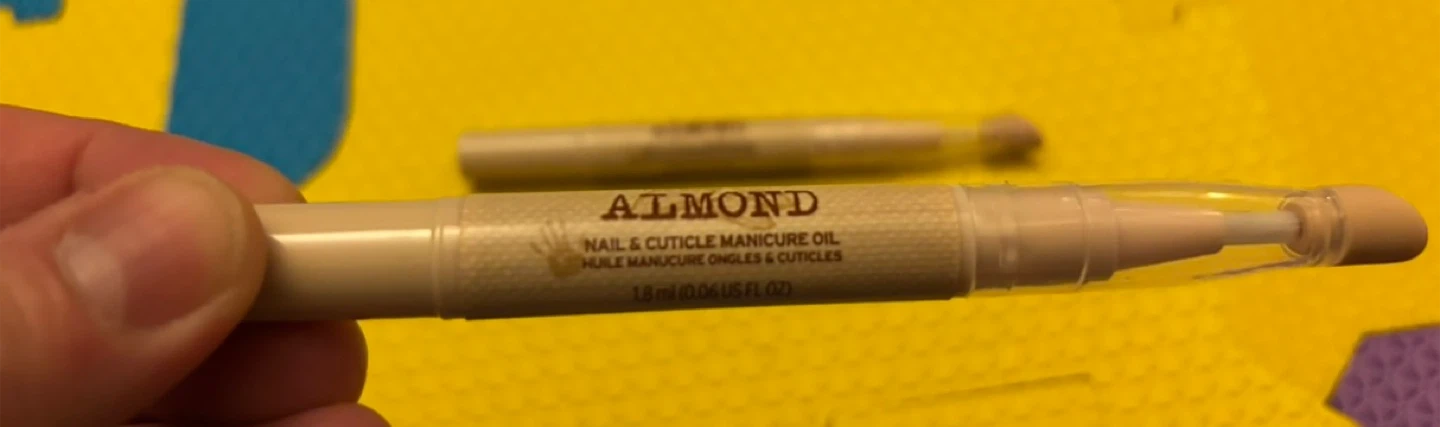 ALMOND
NAIL & CUTICLE MANICURE OIL
HUILE MANUCURE ONGLES & CUTICLES
1.8 ml (0.06 US FL OZ)